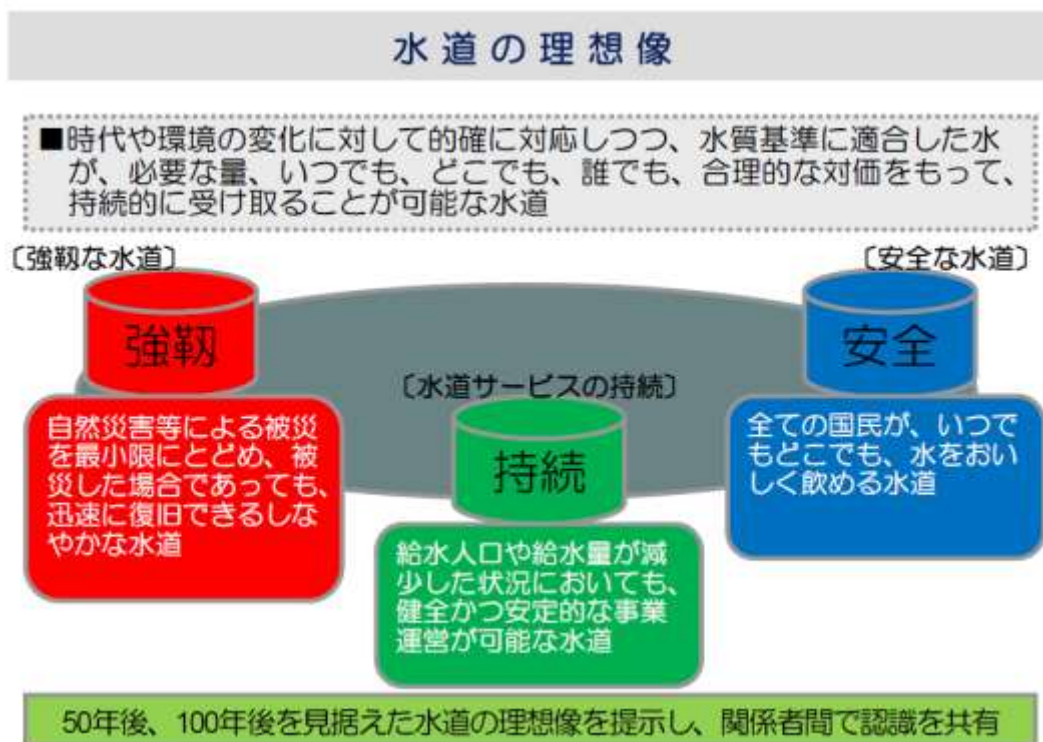 水道の理想像
■時代や環境の変化に対して的確に対応しつつ、水質基準に適合した水
が、必要な量、いつでも、どこでも、誰でも、合理的な対価をもって、
持続的に受け取ることが可能な水道
〔強靱な水道〕
〔安全な水道〕
強靱
安全
〔水道サービスの持続〕
自然災害等による被災
を最小限にとどめ、被
災した場合であっても、
迅速に復旧できるしな
やかな水道
持続
全ての国民が、いつで
もどこでも、水をおい
しく飲める水道
給水人口や給水量が減
少した状況においても、
健全かつ安定的な事業
運営が可能な水道
50年後、100年後を見据えた水道の理想像を提示し、関係者間で認識を共有